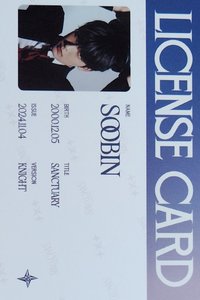 LICENSE CARD
NAME
SOOBIN
BIRTH
2000.12.05
TITLE
SANCTUARY
ISSUE
2024.11.04
VERSION
KNIGHT